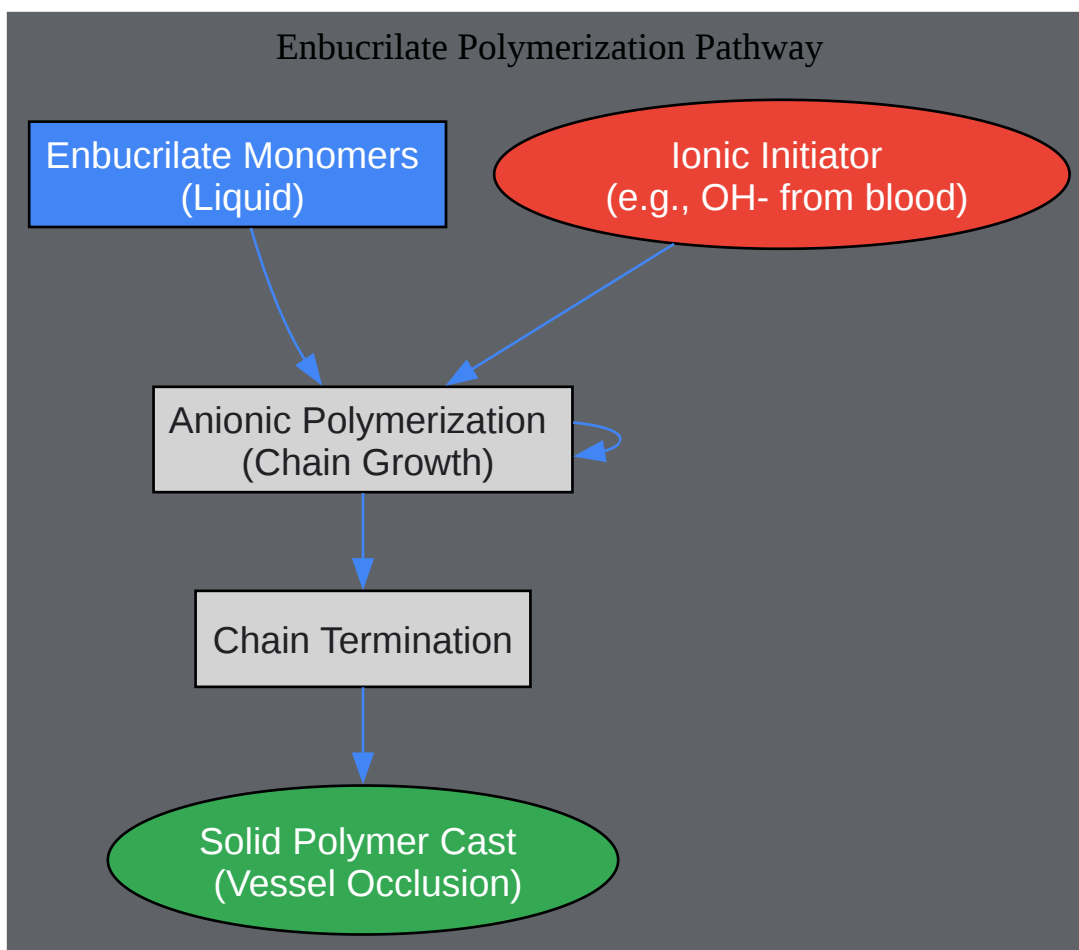 Enbucrilate Polymerization Pathway
Enbucrilate Monomers
(Liquid)
Ionic Initiator
(e.g., OH- from blood)
Anionic Polymerization
(Chain Growth)
Chain Termination
Solid Polymer Cast
(Vessel Occlusion)